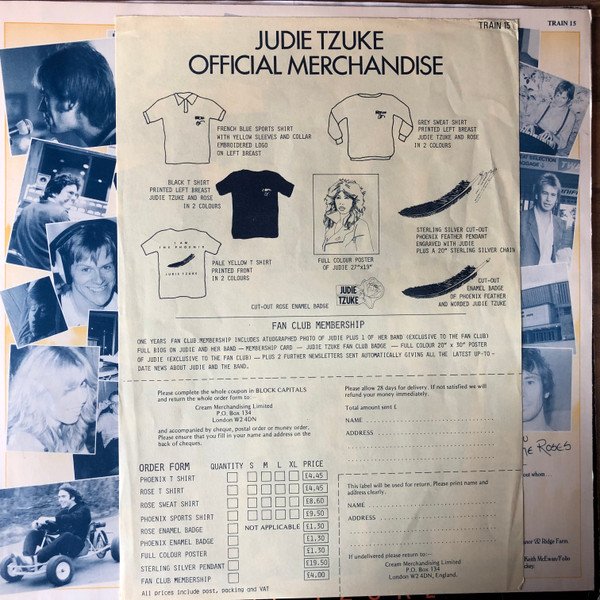 TRAIN 15
TRAIN 15
JUDIE TZUKE
OFFICIAL MERCHANDISE
FRENCH BLUE SPORTS SHIRT
WITH YELLOW SLEEVES AND COLLAR
EMBROIDERED LOGO
ON LEFT BREAST
GREY SWEAT SHIRT
PRINTED LEFT BREAST
JUDIE TZUKE AND ROSE
IN 2 COLOURS
BLACK T SHIRT
PRINTED LEFT BREAST
JUDIE TZUKE AND ROSE
IN 2 COLOURS
STERLING SILVER CUT-OUT
PHOENIX FEATHER PENDANT
ENGRAVED WITH JUDIE
PLUS A 20" STERLING SILVER CHAIN
I AM
THE PHOENIX
JUDIE TZUKE
PALE YELLOW T SHIRT
PRINTED FRONT
IN 2 COLOURS
FULL COLOUR POSTER
OF JUDIE 27"x19"
JUDIE
TZUKE
CUT-OUT
ENAMEL BADGE
OF PHOENIX FEATHER
AND WORDED JUDIE TZUKE
CUT-OUT ROSE ENAMEL BADGE
FAN CLUB MEMBERSHIP
ONE YEARS FAN CLUB MEMBERSHIP INCLUDES ATUOGRAPHED PHOTO OF JUDIE PLUS 1 OF HER BAND (EXCLUSIVE TO THE FAN CLUB)
FULL BIOS ON JUDIE AND HER BAND — MEMBERSHIP CARD — JUDIE TZUKE FAN CLUB BADGE — FULL COLOUR 20" x 30" POSTER
OF JUDIE (EXCLUSIVE TO THE FAN CLUB) — PLUS 2 FURTHER NEWSLETTERS SENT AUTOMATICALLY GIVING ALL THE LATEST UP-TO-
DATE NEWS ABOUT JUDIE AND THE BAND.
Please complete the whole coupon in BLOCK CAPITALS
and return the whole order form to:
Cream Merchandising Limited
P.O. Box 134
London W2 4DN
and accompanied by cheque, postal order or money order.
Please ensure that you fill in your name and address on the
back of cheques.
Please allow 28 days for delivery. If not satisfied we will
refund your money immediately.
Total amount sent £
NAME
ADDRESS
ORDER FORM QUANTITY S M L XL PRICE
PHOENIX T SHIRT £4.45
ROSE T SHIRT £4.45
ROSE SWEAT SHIRT £8.60
PHOENIX SPORTS SHIRT £9.50
ROSE ENAMEL BADGE NOT APPLICABLE £1.30
PHOENIX ENAMEL BADGE £1.30
FULL COLOUR POSTER £1.30
STERLING SILVER PENDANT £19.50
FAN CLUB MEMBERSHIP £4.00
All prices include post, packing and VAT
This label will be used for return. Please print name and
address clearly.
NAME
ADDRESS
If undelivered please return to:-
Cream Merchandising Limited
P.O. Box 134
London W2 4DN, England.
ROSES